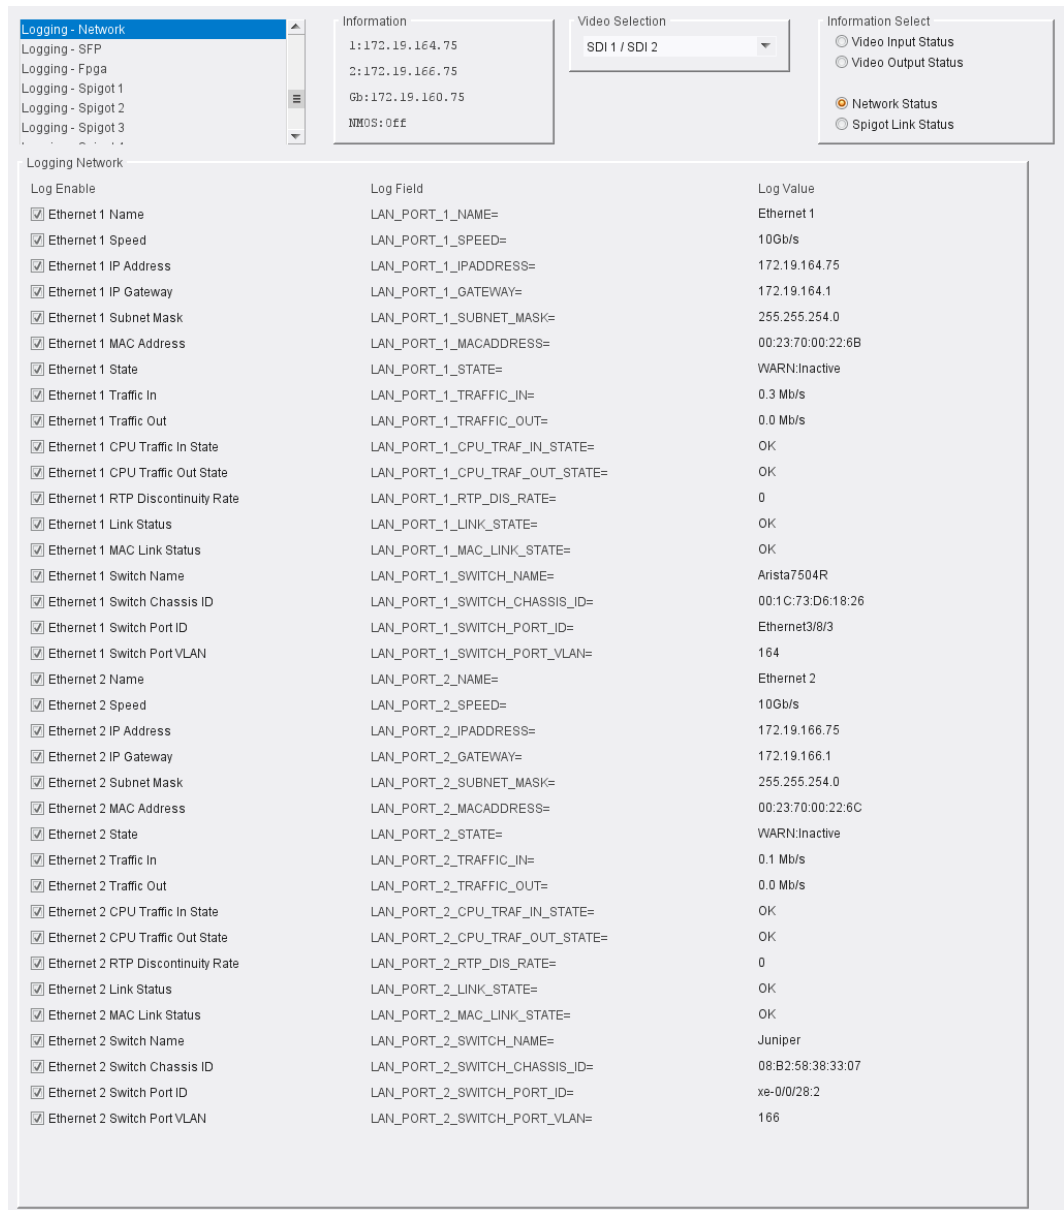 Logging - Network
Logging - SFP
Logging - Fpga
Logging - Spigot 1
Logging - Spigot 2
Logging - Spigot 3
Information
1:172.19.164.75
2:172.19.166.75
Gb:172.19.160.75
NMOS:Off
Video Selection
SDI 1 / SDI 2
Information Select
Video Input Status
Video Output Status
Network Status
Spigot Link Status
Logging Network
Log Enable Log Field Log Value
Ethernet 1 Name LAN_PORT_1_NAME= Ethernet 1
Ethernet 1 Speed LAN_PORT_1_SPEED= 10Gb/s
Ethernet 1 IP Address LAN_PORT_1_IPADDRESS= 172.19.164.75
Ethernet 1 IP Gateway LAN_PORT_1_GATEWAY= 172.19.164.1
Ethernet 1 Subnet Mask LAN_PORT_1_SUBNET_MASK= 255.255.254.0
Ethernet 1 MAC Address LAN_PORT_1_MACADDRESS= 00:23:70:00:22:6B
Ethernet 1 State LAN_PORT_1_STATE= WARN:Inactive
Ethernet 1 Traffic In LAN_PORT_1_TRAFFIC_IN= 0.3 Mb/s
Ethernet 1 Traffic Out LAN_PORT_1_TRAFFIC_OUT= 0.0 Mb/s
Ethernet 1 CPU Traffic In State LAN_PORT_1_CPU_TRAF_IN_STATE= OK
Ethernet 1 CPU Traffic Out State LAN_PORT_1_CPU_TRAF_OUT_STATE= OK
Ethernet 1 RTP Discontinuity Rate LAN_PORT_1_RTP_DIS_RATE= 0
Ethernet 1 Link Status LAN_PORT_1_LINK_STATE= OK
Ethernet 1 MAC Link Status LAN_PORT_1_MAC_LINK_STATE= OK
Ethernet 1 Switch Name LAN_PORT_1_SWITCH_NAME= Arista7504R
Ethernet 1 Switch Chassis ID LAN_PORT_1_SWITCH_CHASSIS_ID= 00:1C:73:D6:18:26
Ethernet 1 Switch Port ID LAN_PORT_1_SWITCH_PORT_ID= Ethernet3/8/3
Ethernet 1 Switch Port VLAN LAN_PORT_1_SWITCH_PORT_VLAN= 164
Ethernet 2 Name LAN_PORT_2_NAME= Ethernet 2
Ethernet 2 Speed LAN_PORT_2_SPEED= 10Gb/s
Ethernet 2 IP Address LAN_PORT_2_IPADDRESS= 172.19.166.75
Ethernet 2 IP Gateway LAN_PORT_2_GATEWAY= 172.19.166.1
Ethernet 2 Subnet Mask LAN_PORT_2_SUBNET_MASK= 255.255.254.0
Ethernet 2 MAC Address LAN_PORT_2_MACADDRESS= 00:23:70:00:22:6C
Ethernet 2 State LAN_PORT_2_STATE= WARN:Inactive
Ethernet 2 Traffic In LAN_PORT_2_TRAFFIC_IN= 0.1 Mb/s
Ethernet 2 Traffic Out LAN_PORT_2_TRAFFIC_OUT= 0.0 Mb/s
Ethernet 2 CPU Traffic In State LAN_PORT_2_CPU_TRAF_IN_STATE= OK
Ethernet 2 CPU Traffic Out State LAN_PORT_2_CPU_TRAF_OUT_STATE= OK
Ethernet 2 RTP Discontinuity Rate LAN_PORT_2_RTP_DIS_RATE= 0
Ethernet 2 Link Status LAN_PORT_2_LINK_STATE= OK
Ethernet 2 MAC Link Status LAN_PORT_2_MAC_LINK_STATE= OK
Ethernet 2 Switch Name LAN_PORT_2_SWITCH_NAME= Juniper
Ethernet 2 Switch Chassis ID LAN_PORT_2_SWITCH_CHASSIS_ID= 08:B2:58:38:33:07
Ethernet 2 Switch Port ID LAN_PORT_2_SWITCH_PORT_ID= xe-0/0/28:2
Ethernet 2 Switch Port VLAN LAN_PORT_2_SWITCH_PORT_VLAN= 166